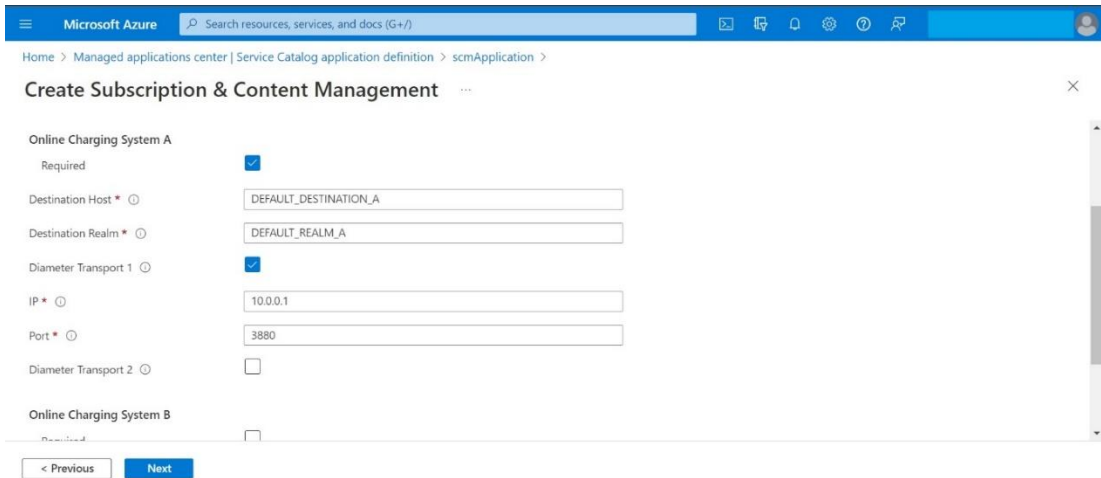 Microsoft Azure Search resources, services, and docs (G+/)
Home > Managed applications center | Service Catalog application definition > scmApplication >
Create Subscription & Content Management ...
Online Charging System A
Required
Destination Host * DEFAULT_DESTINATION_A
Destination Realm * DEFAULT_REALM_A
Diameter Transport 1
IP * 10.0.0.1
Port * 3880
Diameter Transport 2
Online Charging System B
Required
< Previous Next